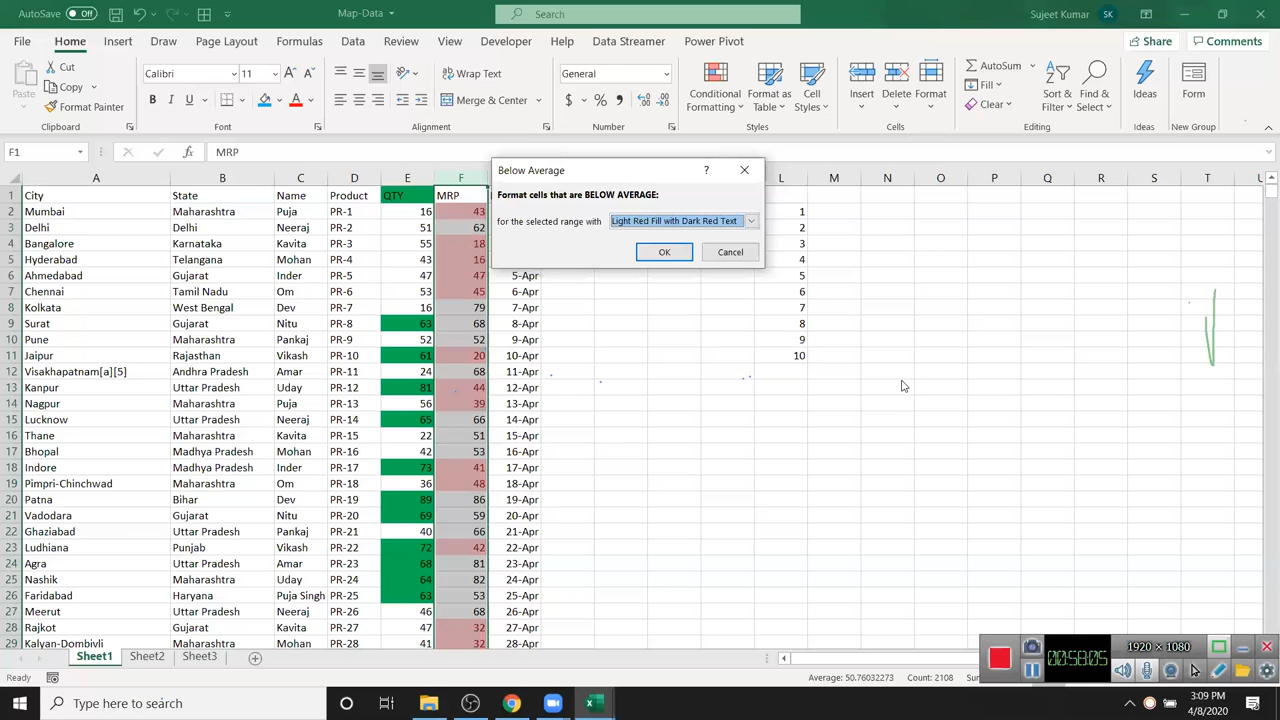 AutoSave Off Map-Data Search Sujeet Kumar SK
File Home Insert Draw Page Layout Formulas Data Review View Developer Help Data Streamer Power Pivot Share Comments
Cut
Copy
Format Painter
Paste
Calibri 11
B I U
Wrap Text
Merge & Center
General
$ % ,
Conditional Formatting
Format as Table
Cell Styles
Insert Delete Format
AutoSum
Fill
Clear
Sort & Filter
Find & Select
Ideas
Form
Clipboard Font Alignment Number Styles Cells Editing Ideas New Group
F1 fx MRP
Below Average ?
Format cells that are BELOW AVERAGE:
for the selected range with Light Red Fill with Dark Red Text
OK Cancel
A B C D E F L M N O P Q R S T U
1 City State Name Product QTY MRP
2 Mumbai Maharashtra Puja PR-1 16 43 1
3 Delhi Delhi Neeraj PR-2 51 62 2
4 Bangalore Karnataka Kavita PR-3 55 18 3
5 Hyderabad Telangana Mohan PR-4 43 16 4
6 Ahmedabad Gujarat Inder PR-5 47 47 5-Apr 5
7 Chennai Tamil Nadu Om PR-6 53 45 6-Apr 6
8 Kolkata West Bengal Dev PR-7 16 79 7-Apr 7
9 Surat Gujarat Nitu PR-8 63 68 8-Apr 8
10 Pune Maharashtra Pankaj PR-9 52 52 9-Apr 9
11 Jaipur Rajasthan Vikash PR-10 61 20 10-Apr 10
12 Visakhapatnam[a][5] Andhra Pradesh Amar PR-11 24 68 11-Apr
13 Kanpur Uttar Pradesh Uday PR-12 81 44 12-Apr
14 Nagpur Maharashtra Puja PR-13 56 39 13-Apr
15 Lucknow Uttar Pradesh Neeraj PR-14 65 66 14-Apr
16 Thane Maharashtra Kavita PR-15 22 51 15-Apr
17 Bhopal Madhya Pradesh Mohan PR-16 42 53 16-Apr
18 Indore Madhya Pradesh Inder PR-17 73 41 17-Apr
19 Pimpri-Chinchwad Maharashtra Om PR-18 36 48 18-Apr
20 Patna Bihar Dev PR-19 89 86 19-Apr
21 Vadodara Gujarat Nitu PR-20 69 59 20-Apr
22 Ghaziabad Uttar Pradesh Pankaj PR-21 40 66 21-Apr
23 Ludhiana Punjab Vikash PR-22 72 42 22-Apr
24 Agra Uttar Pradesh Amar PR-23 68 81 23-Apr
25 Nashik Maharashtra Uday PR-24 64 82 24-Apr
26 Faridabad Haryana Puja Singh PR-25 63 53 25-Apr
27 Meerut Uttar Pradesh Neeraj PR-26 46 68 26-Apr
28 Rajkot Gujarat Kavita PR-27 47 32 27-Apr
29 Kalyan-Dombivli Maharashtra Mohan PR-28 41 32 28-Apr
Sheet1 Sheet2 Sheet3
Ready Average: 50.76032273 Count: 2108
00:58:05 1920 × 1080
Type here to search
3:09 PM
4/8/2020